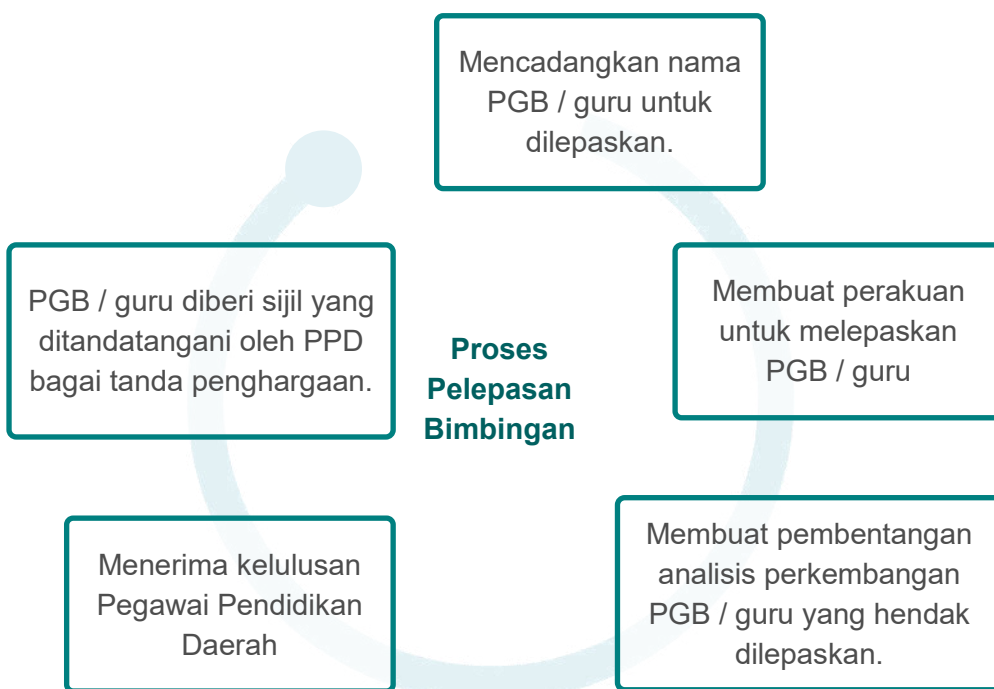 Mencadangkan nama
PGB / guru untuk
dilepaskan.
Membuat perakuan
untuk melepaskan
PGB / guru
Membuat pembentangan
analisis perkembangan
PGB / guru yang hendak
dilepaskan.
Menerima kelulusan
Pegawai Pendidikan
Daerah
PGB / guru diberi sijil yang
ditandatangani oleh PPD
bagai tanda penghargaan.
Proses
Pelepasan
Bimbingan